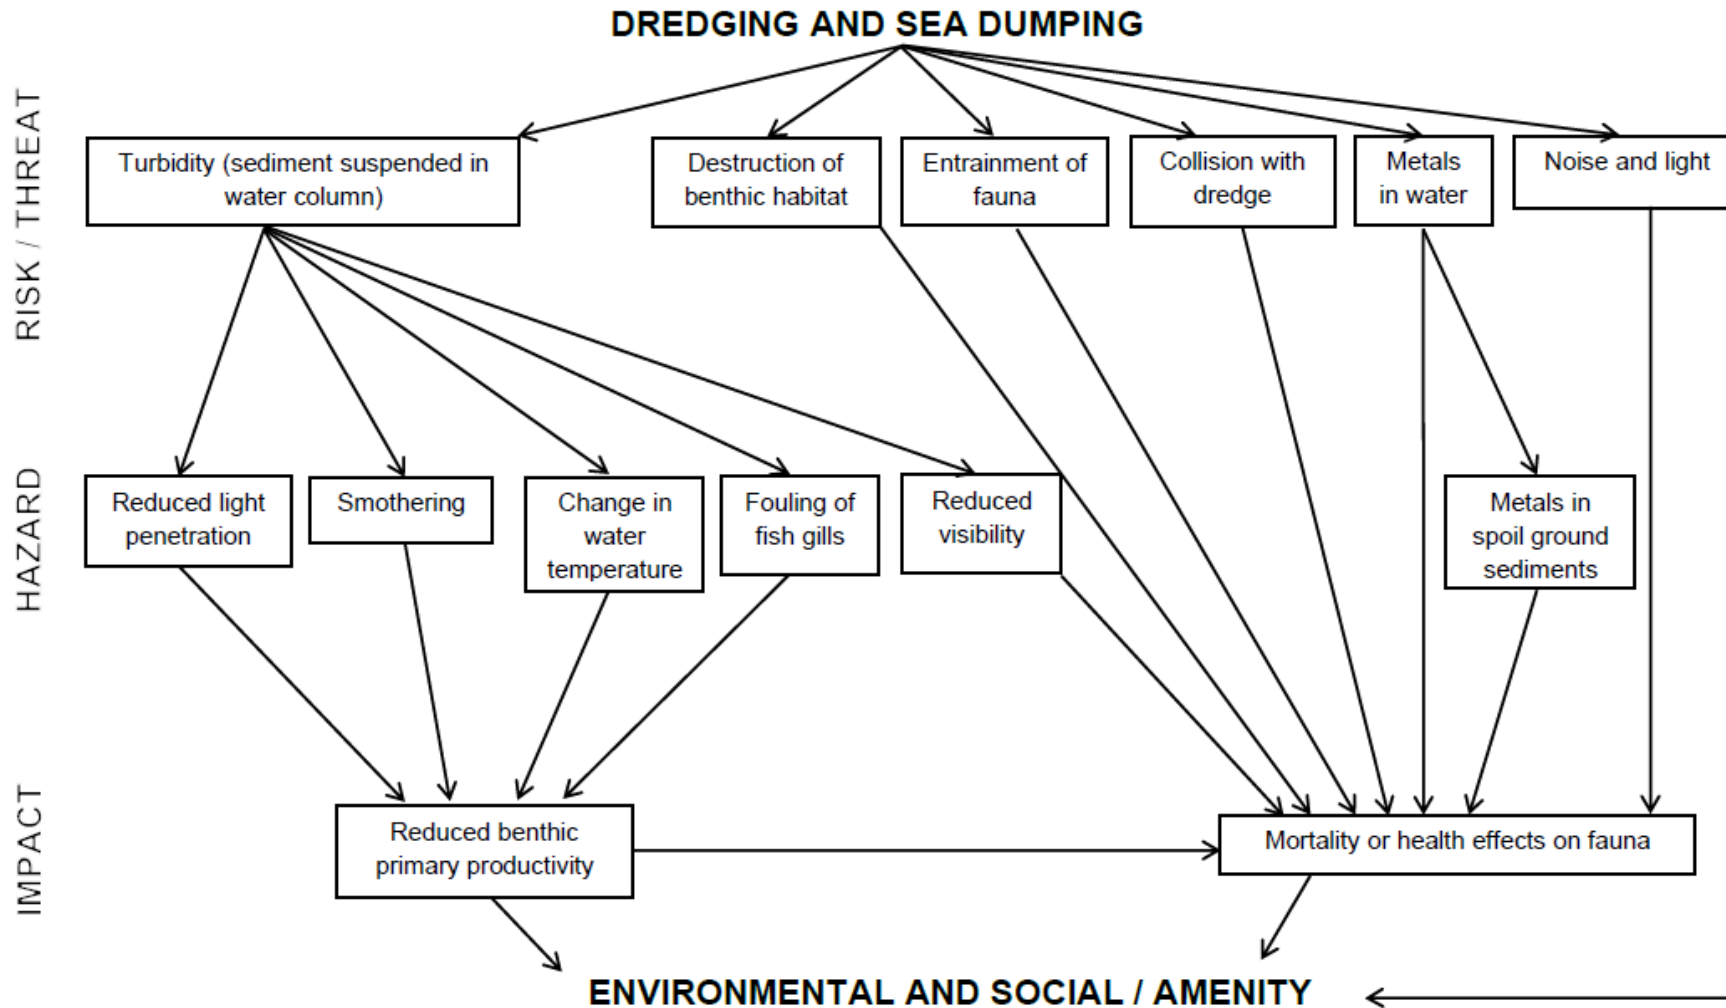 DREDGING AND SEA DUMPING
RISK / THREAT
Turbidity (sediment suspended in
water column)
Destruction of
benthic habitat
Entrainment of
fauna
Collision with
dredge
Metals
in water
Noise and light
HAZARD
Reduced light
penetration
Smothering
Change in
water
temperature
Fouling of
fish gills
Reduced
visibility
Metals in
spoil ground
sediments
IMPACT
Reduced benthic
primary productivity
Mortality or health effects on fauna
ENVIRONMENTAL AND SOCIAL / AMENITY